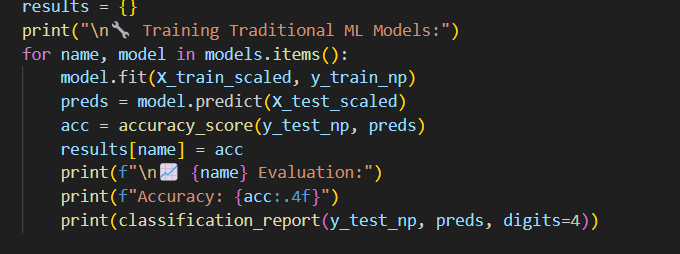 results = {}
print("\n🔧 Training Traditional ML Models:")
for name, model in models.items():
    model.fit(X_train_scaled, y_train_np)
    preds = model.predict(X_test_scaled)
    acc = accuracy_score(y_test_np, preds)
    results[name] = acc
    print(f"\n📈 {name} Evaluation:")
    print(f"Accuracy: {acc:.4f}")
    print(classification_report(y_test_np, preds, digits=4))